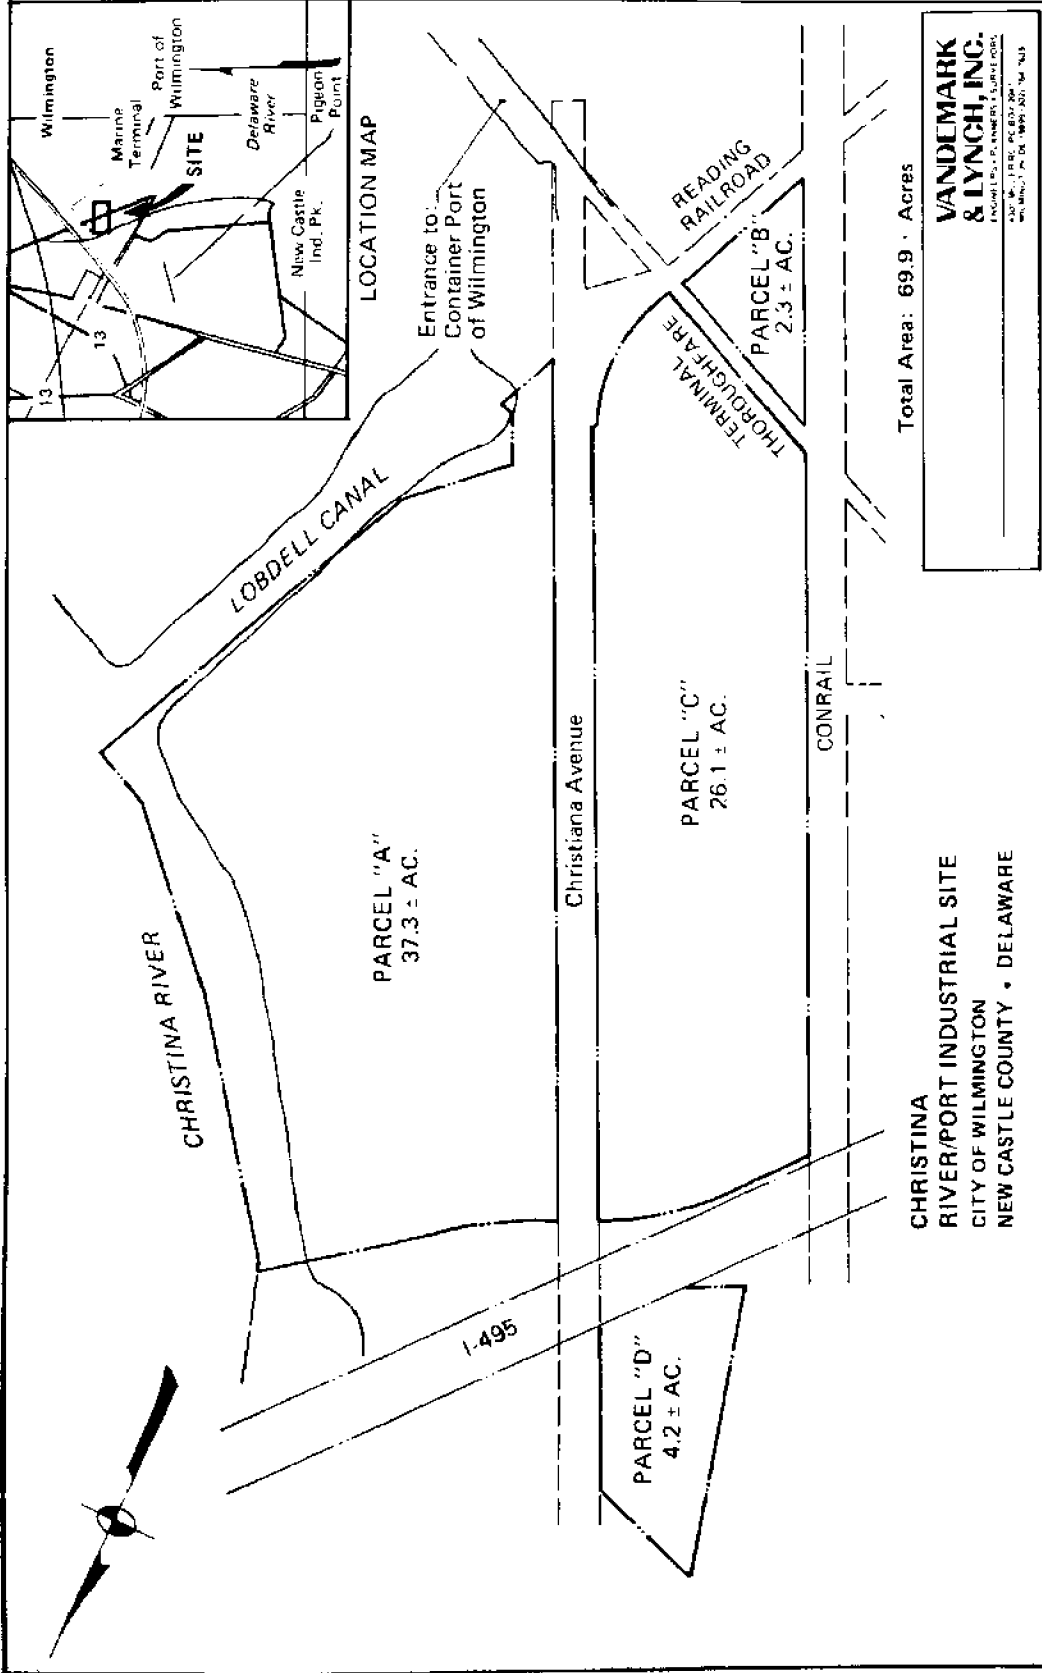 Wilmington
Marine
Terminal
Port of
Wilmington
SITE
Delaware
River
Pigeon
Point
New Castle
Ind. Pk.
13
13
LOCATION MAP
Entrance to
Container Port
of Wilmington
LOBDELL CANAL
CHRISTINA RIVER
READING
RAILROAD
PARCEL "B"
2.3 ± AC.
TERMINAL
THOROUGHFARE
PARCEL "A"
37.3 ± AC.
Christiana Avenue
PARCEL "C"
26.1 ± AC.
CONRAIL
I-495
PARCEL "D"
4.2 ± AC.
Total Area: 69.9 · Acres
CHRISTINA
RIVER/PORT INDUSTRIAL SITE
CITY OF WILMINGTON
NEW CASTLE COUNTY • DELAWARE
VANDEMARK
& LYNCH, INC.
ENGINEERS • PLANNERS • SURVEYORS